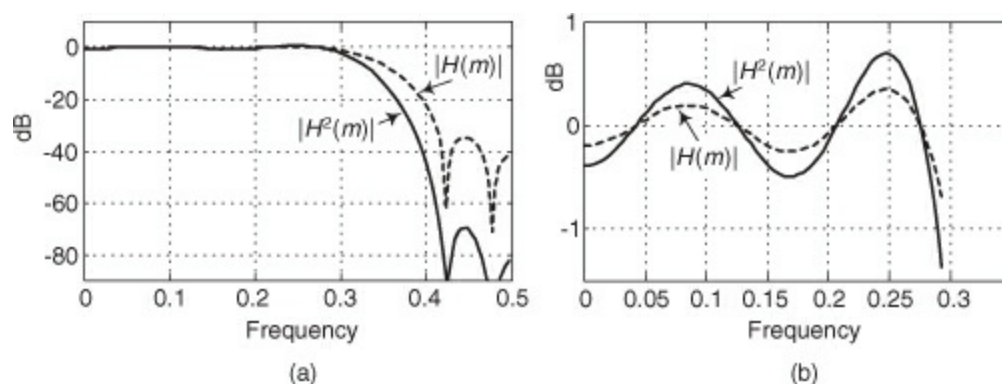 0
-20
-40
-60
-80
dB
|H(m)|
|H²(m)|
0 0.1 0.2 0.3 0.4 0.5
Frequency
(a)
1
0
-1
dB
|H²(m)|
|H(m)|
0 0.05 0.1 0.15 0.2 0.25 0.3
Frequency
(b)